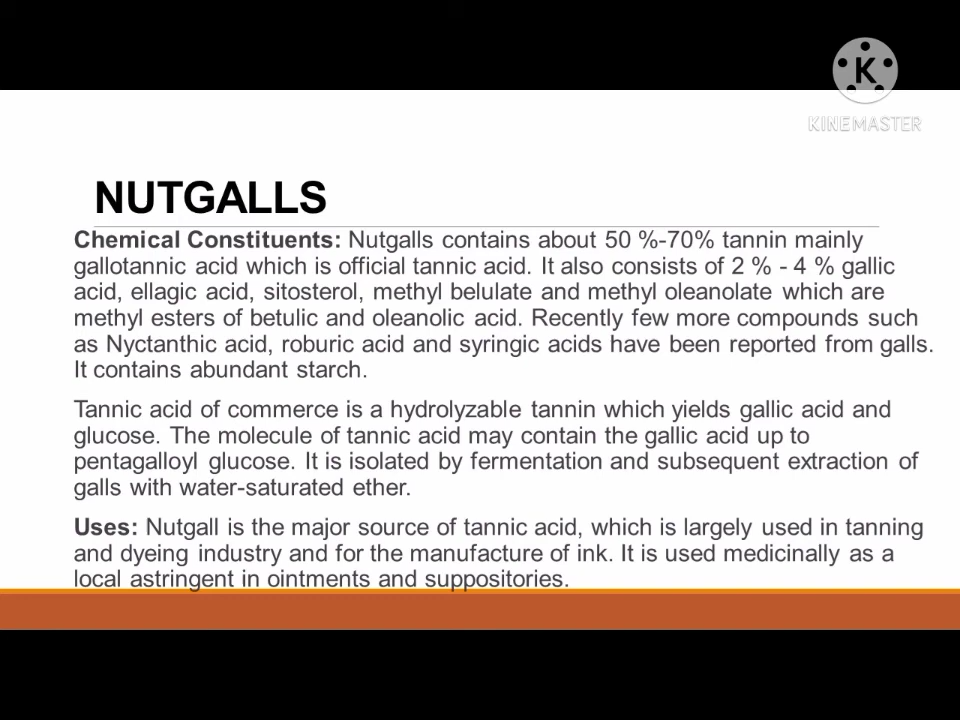 K
KINEMASTER
NUTGALLS
Chemical Constituents: Nutgalls contains about 50 %-70% tannin mainly
gallotannic acid which is official tannic acid. It also consists of 2 % - 4 % gallic
acid, ellagic acid, sitosterol, methyl belulate and methyl oleanolate which are
methyl esters of betulic and oleanolic acid. Recently few more compounds such
as Nyctanthic acid, roburic acid and syringic acids have been reported from galls.
It contains abundant starch.
Tannic acid of commerce is a hydrolyzable tannin which yields gallic acid and
glucose. The molecule of tannic acid may contain the gallic acid up to
pentagalloyl glucose. It is isolated by fermentation and subsequent extraction of
galls with water-saturated ether.
Uses: Nutgall is the major source of tannic acid, which is largely used in tanning
and dyeing industry and for the manufacture of ink. It is used medicinally as a
local astringent in ointments and suppositories.